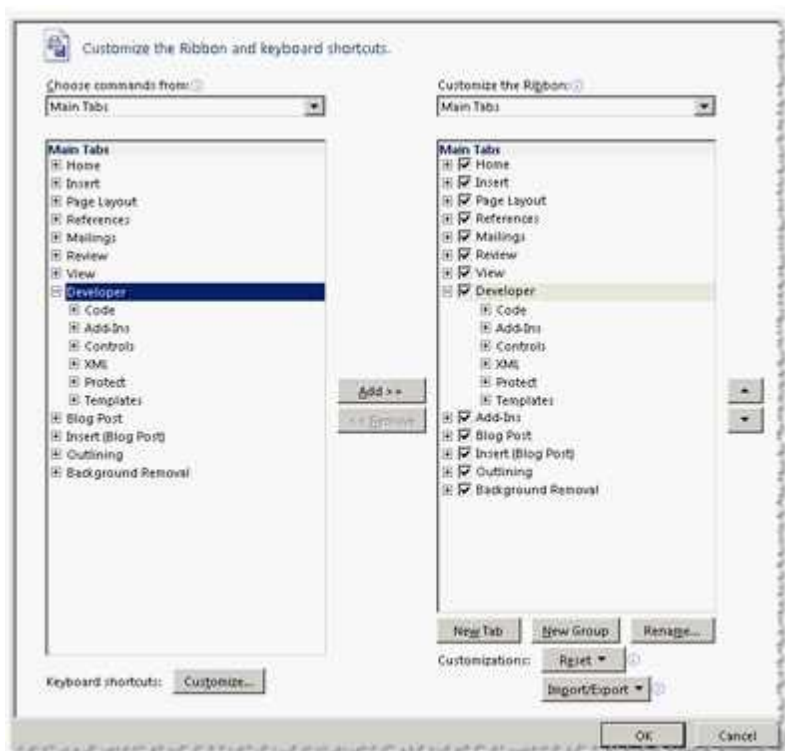 Customize the Ribbon and keyboard shortcuts.
Choose commands from:
Main Tabs
Main Tabs
Home
Insert
Page Layout
References
Mailings
Review
View
Developer
Code
Add-Ins
Controls
XML
Protect
Templates
Blog Post
Insert (Blog Post)
Outlining
Background Removal
Keyboard shortcuts: Customize...
Add >>
<< Remove
Customize the Ribbon:
Main Tabs
Main Tabs
Home
Insert
Page Layout
References
Mailings
Review
View
Developer
Code
Add-Ins
Controls
XML
Protect
Templates
Add-Ins
Blog Post
Insert (Blog Post)
Outlining
Background Removal
New Tab New Group Rename...
Customizations: Reset
Import/Export
OK Cancel